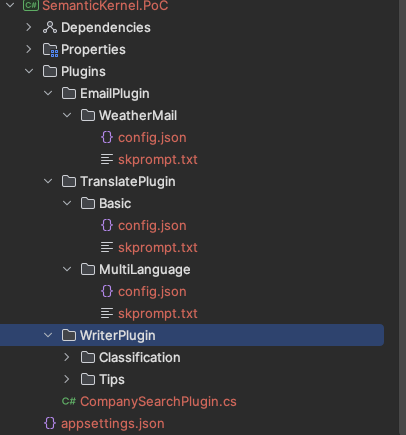 C# SemanticKernel.PoC
Dependencies
Properties
Plugins
EmailPlugin
WeatherMail
{} config.json
skprompt.txt
TranslatePlugin
Basic
{} config.json
skprompt.txt
MultiLanguage
{} config.json
skprompt.txt
WriterPlugin
Classification
Tips
C# CompanySearchPlugin.cs
{} appsettings.json